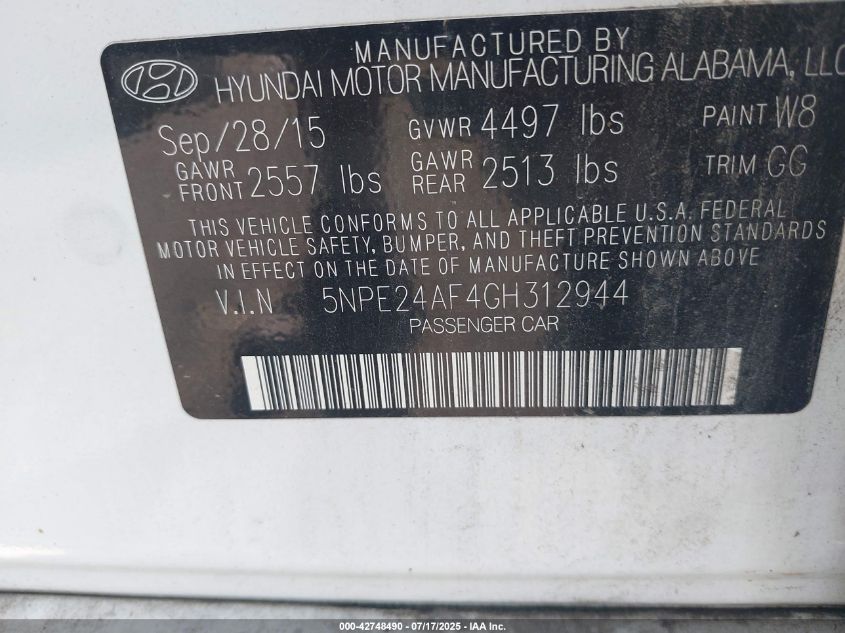 MANUFACTURED BY
HYUNDAI MOTOR MANUFACTURING ALABAMA, LLC
Sep/28/15 GVWR 4497 lbs PAINT W8
GAWR FRONT 2557 lbs GAWR REAR 2513 lbs TRIM GG
THIS VEHICLE CONFORMS TO ALL APPLICABLE U.S.A. FEDERAL
MOTOR VEHICLE SAFETY, BUMPER, AND THEFT PREVENTION STANDARDS
IN EFFECT ON THE DATE OF MANUFACTURE SHOWN ABOVE
V.I.N 5NPE24AF4GH312944
PASSENGER CAR
000-42748490 - 07/17/2025 - IAA Inc.